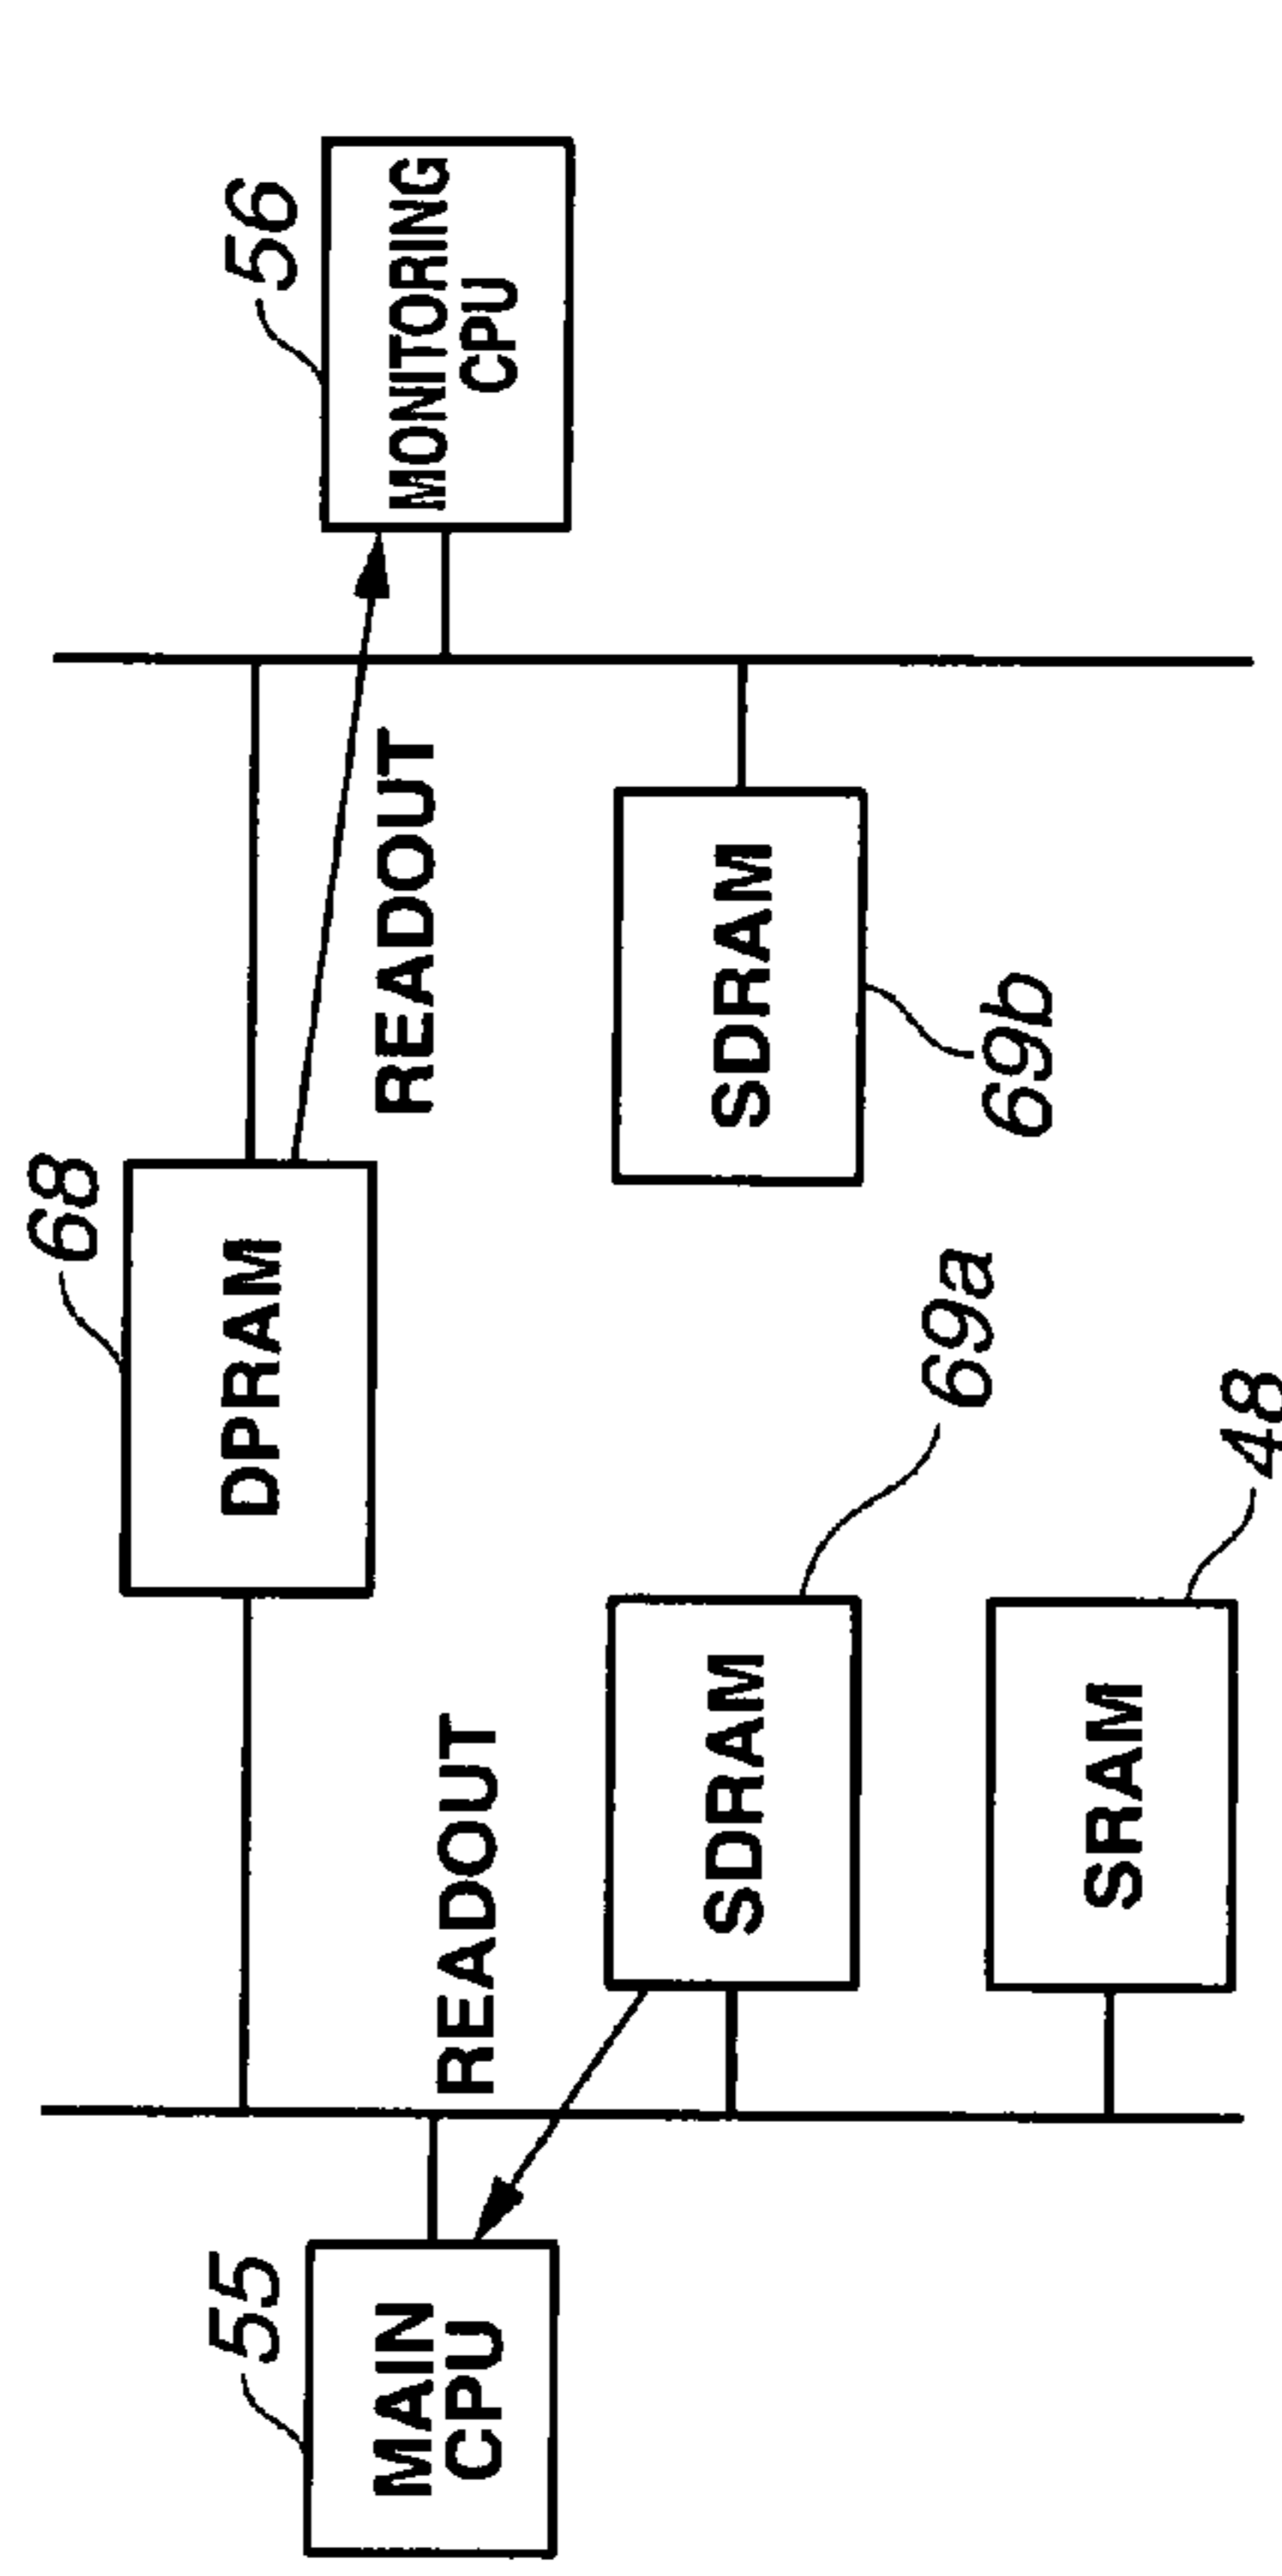 68
DPRAM
55
MAIN
CPU
READOUT
READOUT
56
MONITORING
CPU
SDRAM
69a
SDRAM
69b
SRAM
48